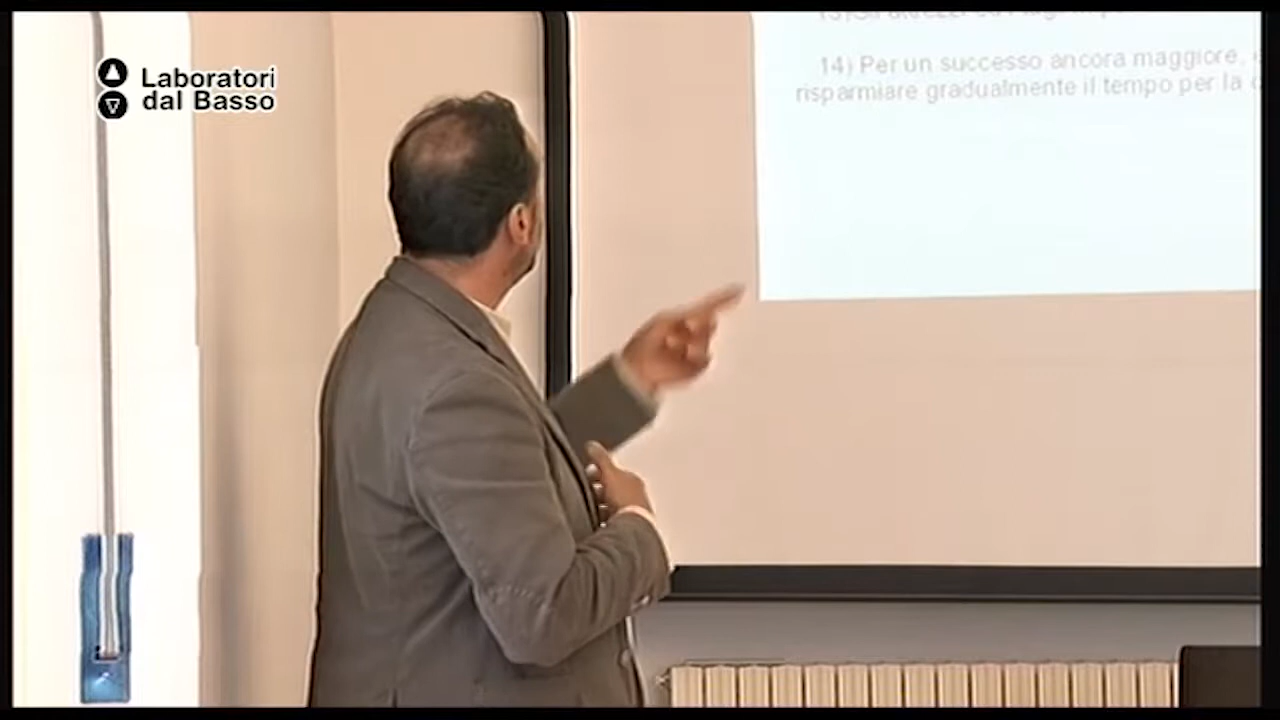 Laboratori
dal Basso
14) Per un successo ancora maggiore,
risparmiare gradualmente il tempo per la